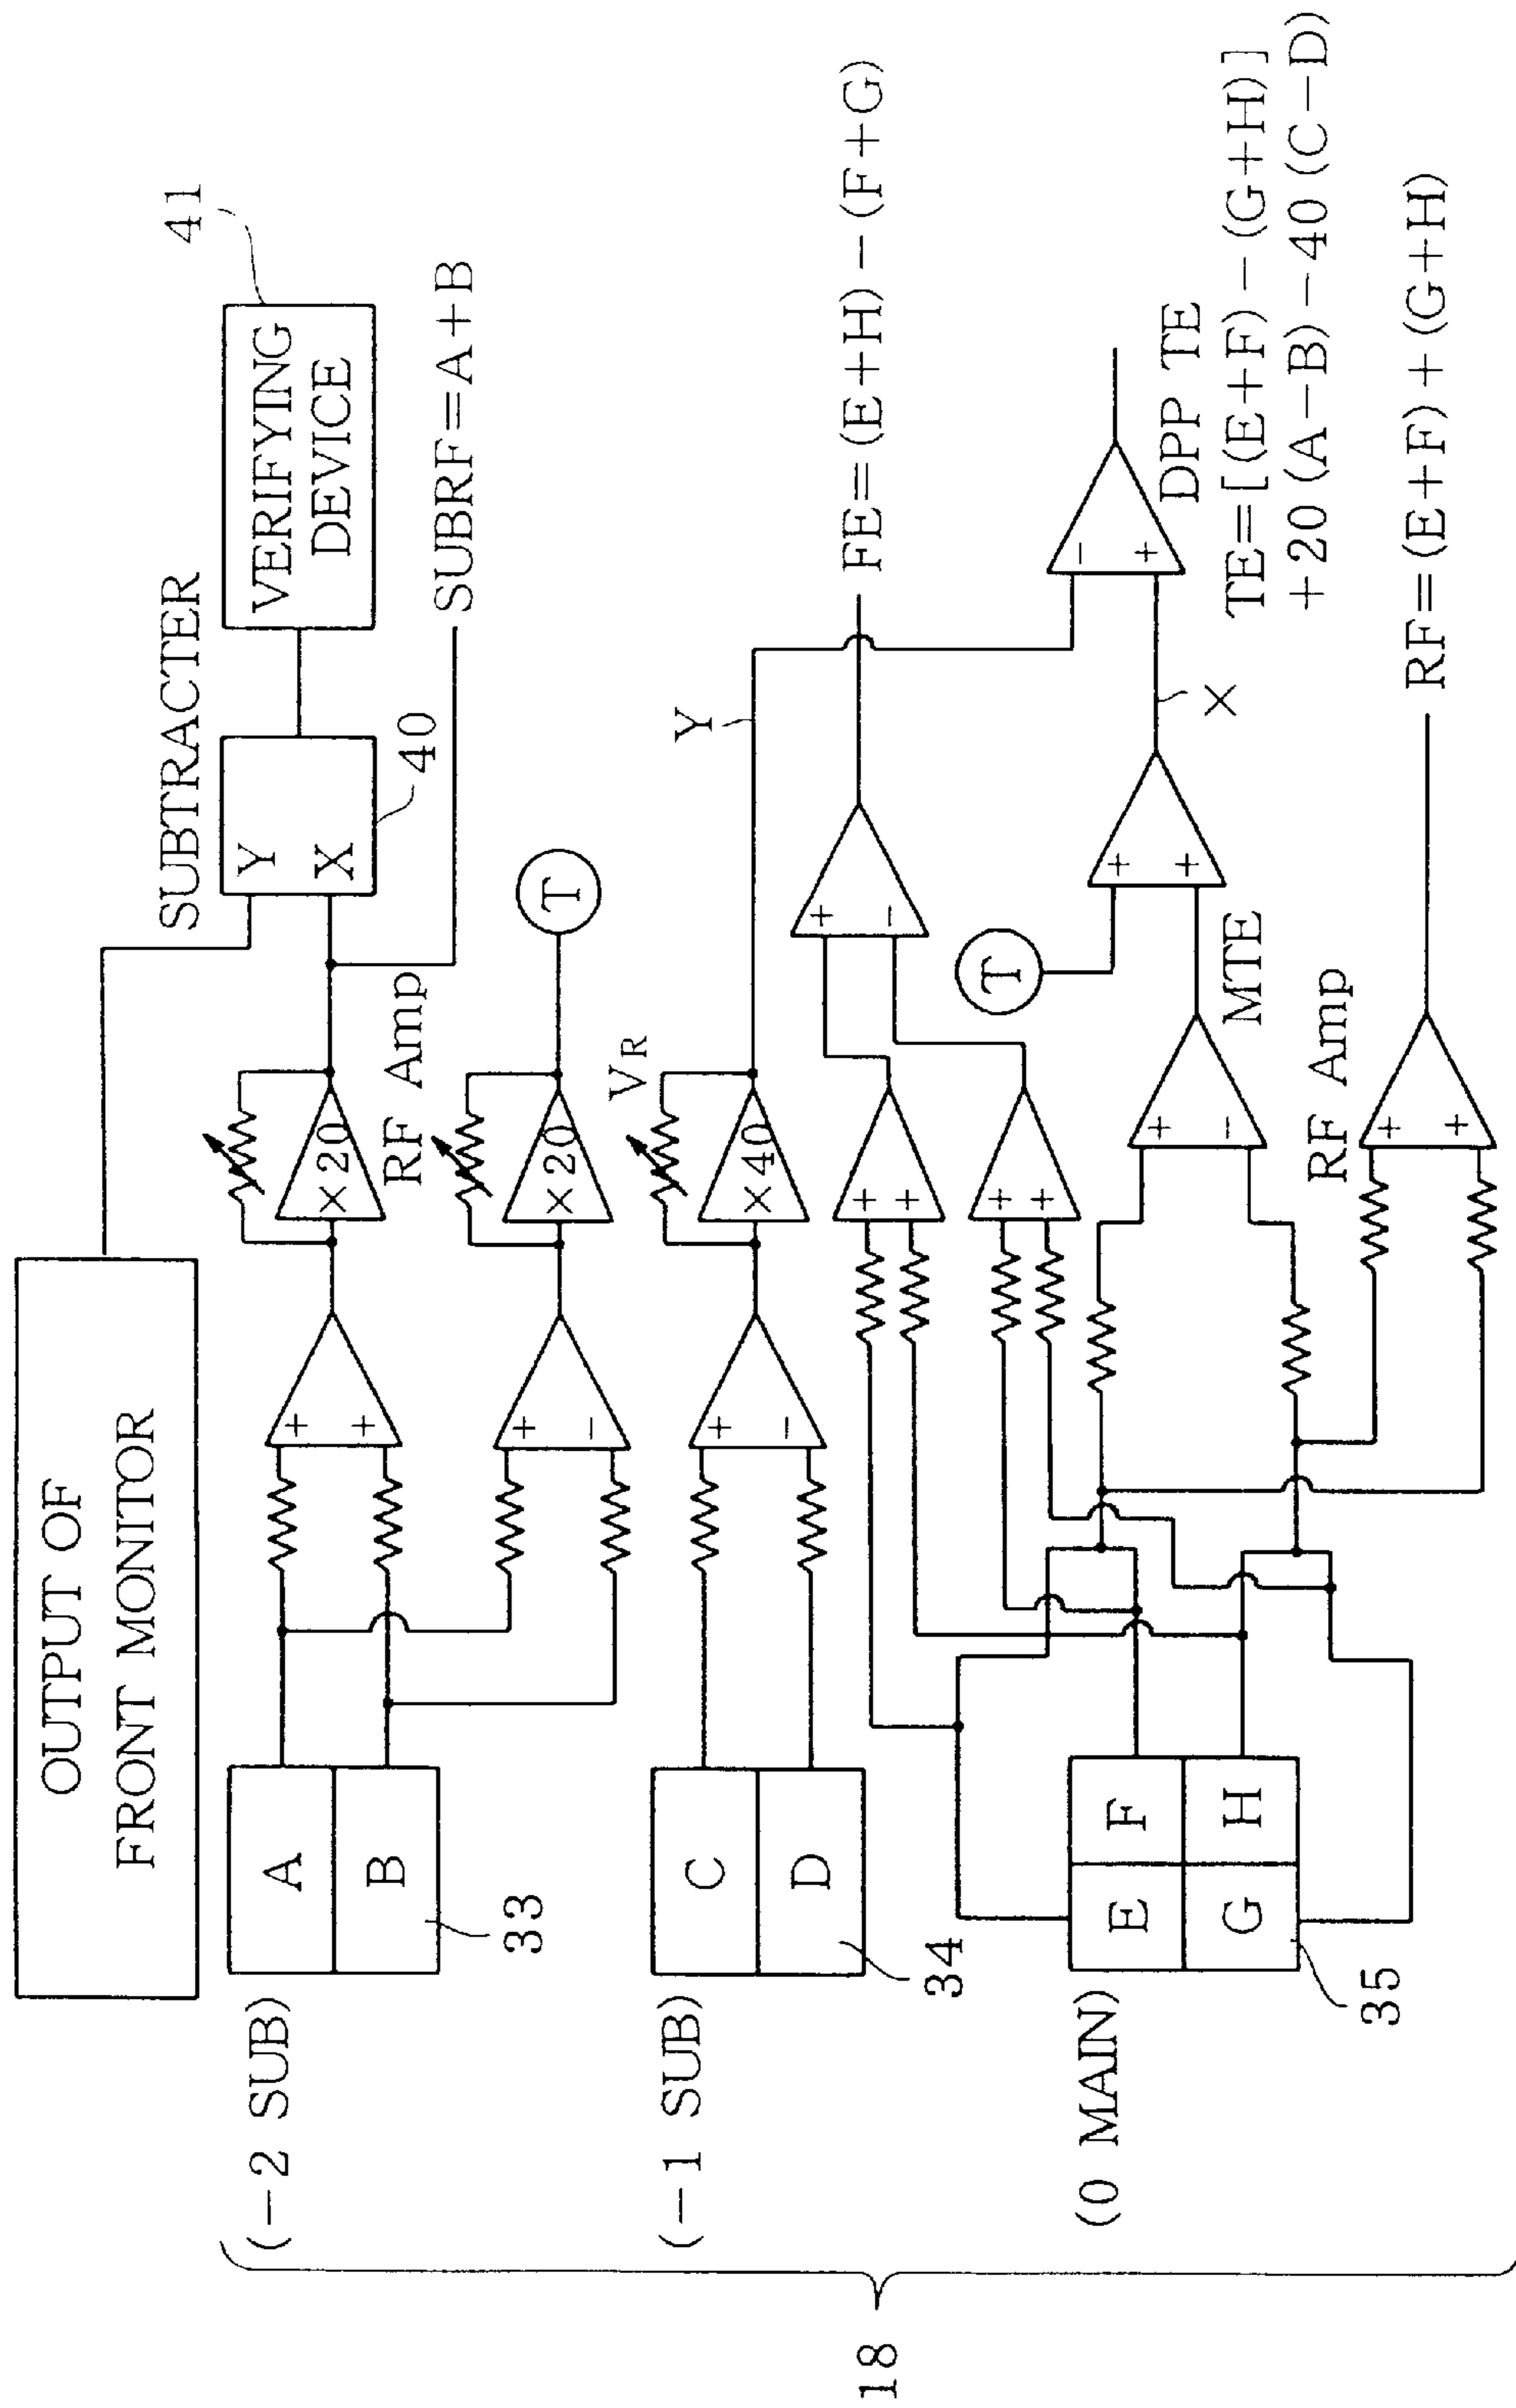 OUTPUT OF
FRONT MONITOR
SUBTRACTER
Y
X
40
VERIFYING
DEVICE
41
(−2 SUB)
A
B
33
+
+
×20
RF Amp
SUBRF=A+B
+
−
×20
T
(−1 SUB)
C
D
34
+
−
×40
VR
Y
+
+
+
+
+
−
FE=(E+H)−(F+G)
(0 MAIN)
E
F
G
H
35
+
−
MTE
T
+
+
X
−
+
DPP TE
TE=[(E+F)−(G+H)]
+20(A−B)−40(C−D)
RF Amp
+
+
RF=(E+F)+(G+H)
18